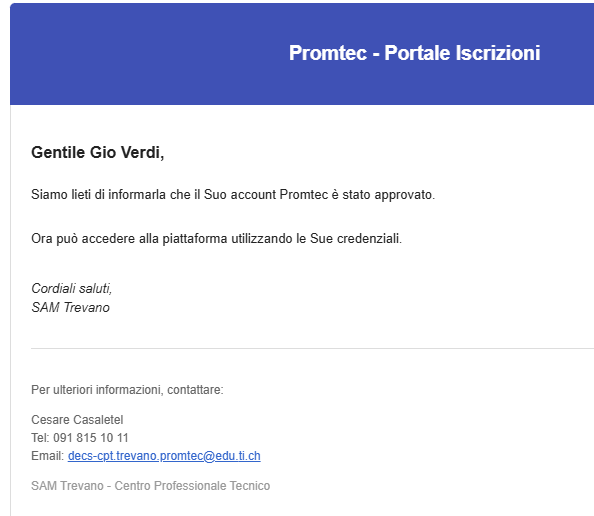 Promtec - Portale Iscrizioni
Gentile Gio Verdi,
Siamo lieti di informarla che il Suo account Promtec è stato approvato.
Ora può accedere alla piattaforma utilizzando le Sue credenziali.
Cordiali saluti,
SAM Trevano
Per ulteriori informazioni, contattare:
Cesare Casaletel
Tel: 091 815 10 11
Email: decs-cpt.trevano.promtec@edu.ti.ch
SAM Trevano - Centro Professionale Tecnico